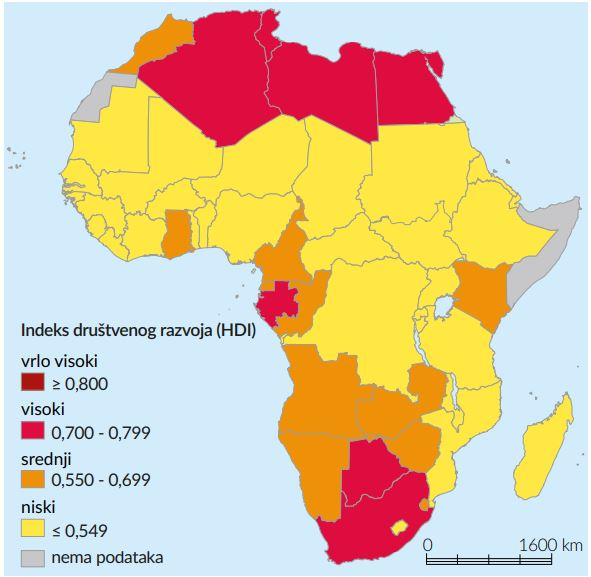 Indeks društvenog razvoja (HDI)
vrlo visoki
≥ 0,800
visoki
0,700 - 0,799
srednji
0,550 - 0,699
niski
≤ 0,549
nema podataka
0 1600 km